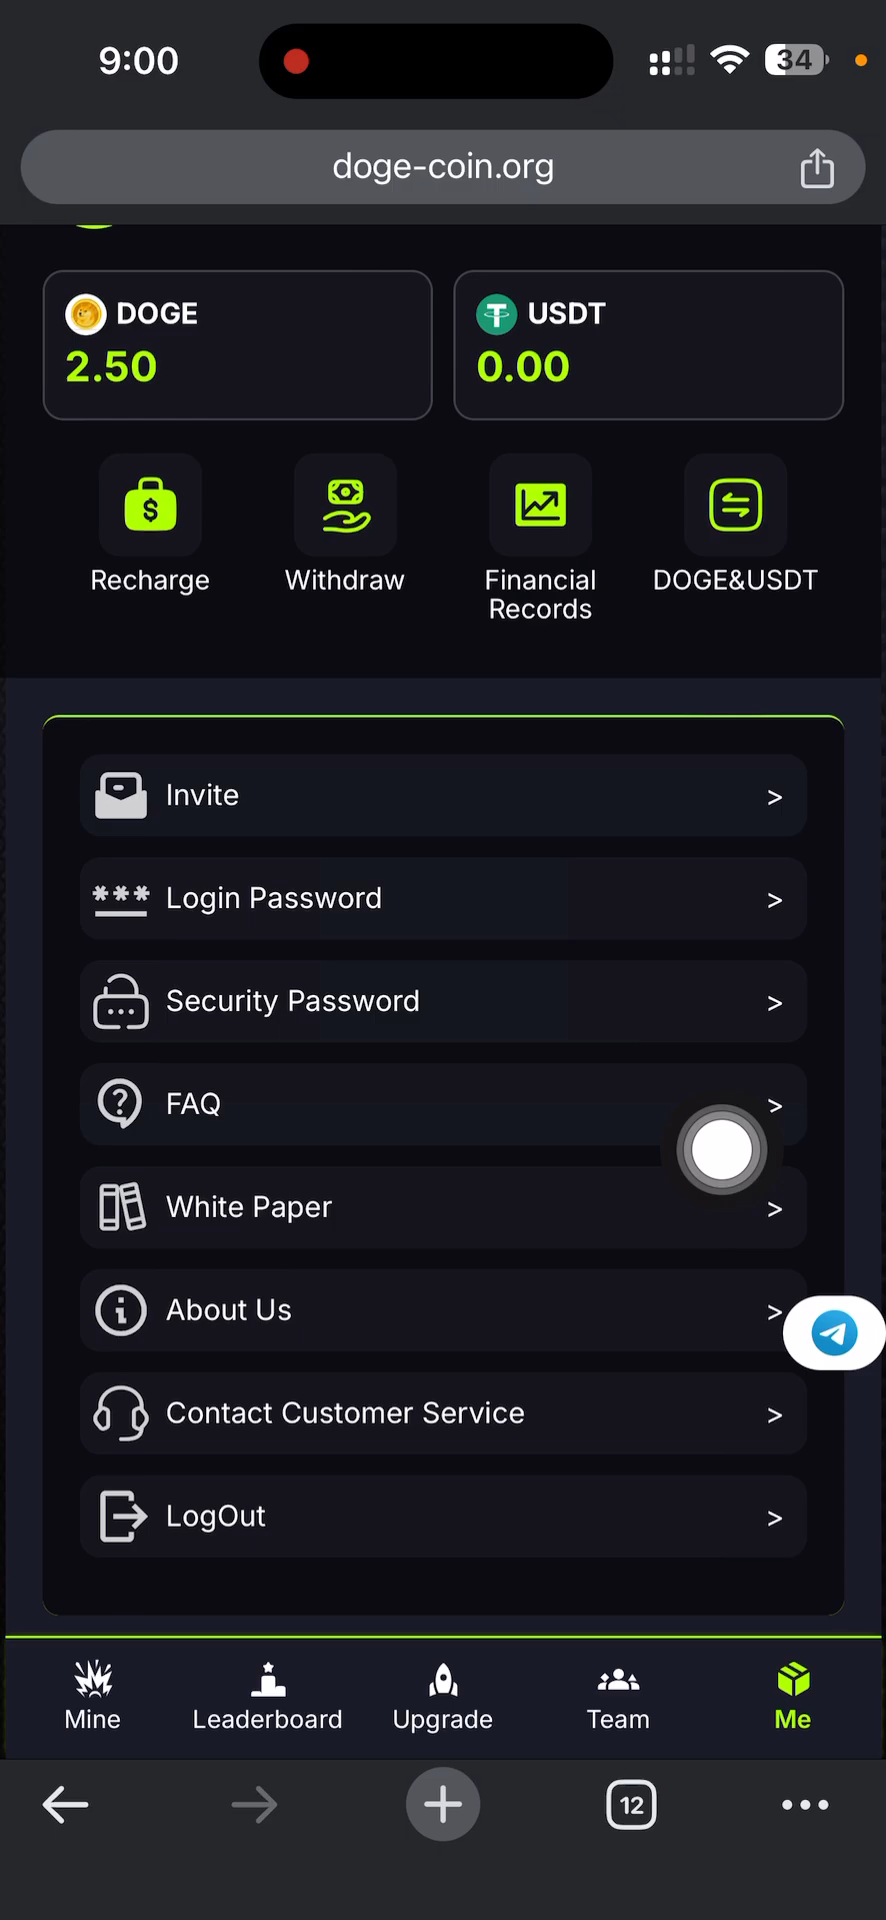 9:00
34
doge-coin.org
DOGE
2.50
USDT
0.00
Recharge
Withdraw
Financial
Records
DOGE&USDT
Invite >
*** Login Password >
Security Password >
FAQ >
White Paper >
About Us >
Contact Customer Service >
LogOut >
Mine
Leaderboard
Upgrade
Team
Me
12